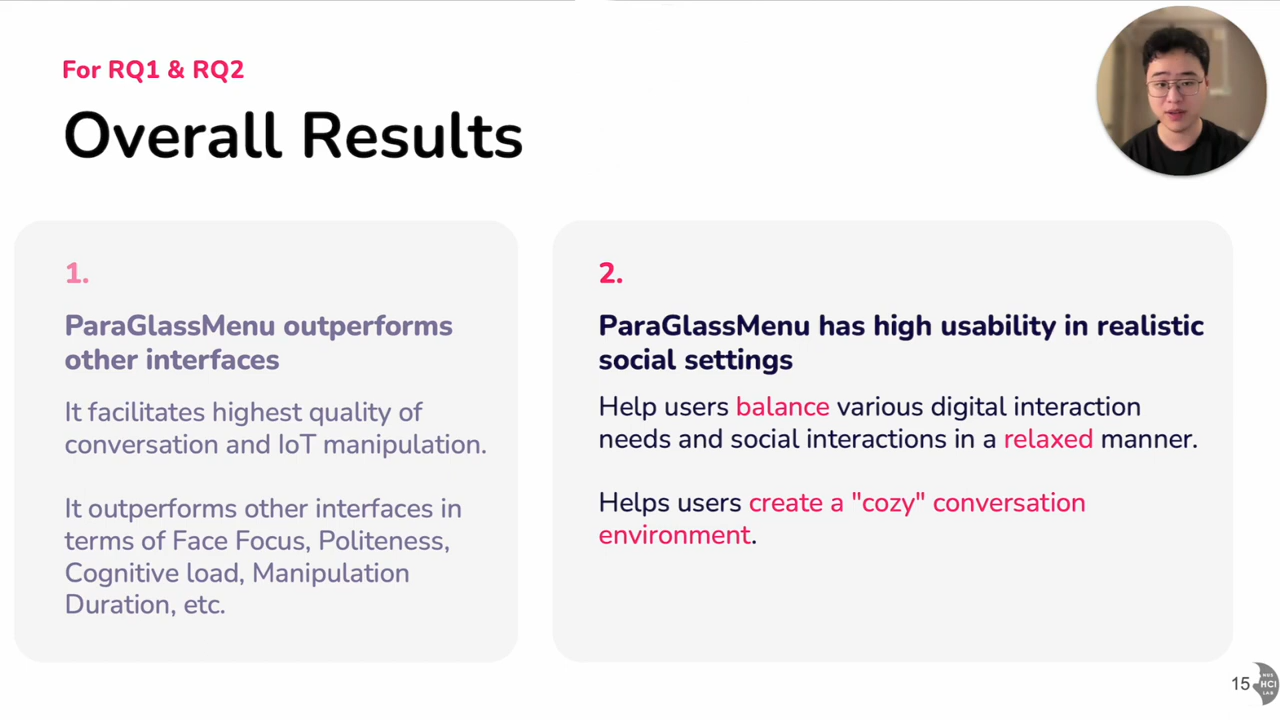 For RQ1 & RQ2
Overall Results
1.
ParaGlassMenu outperforms
other interfaces
It facilitates highest quality of
conversation and IoT manipulation.
It outperforms other interfaces in
terms of Face Focus, Politeness,
Cognitive load, Manipulation
Duration, etc.
2.
ParaGlassMenu has high usability in realistic
social settings
Help users balance various digital interaction
needs and social interactions in a relaxed manner.
Helps users create a "cozy" conversation
environment.
15
NUS
HCI
LAB